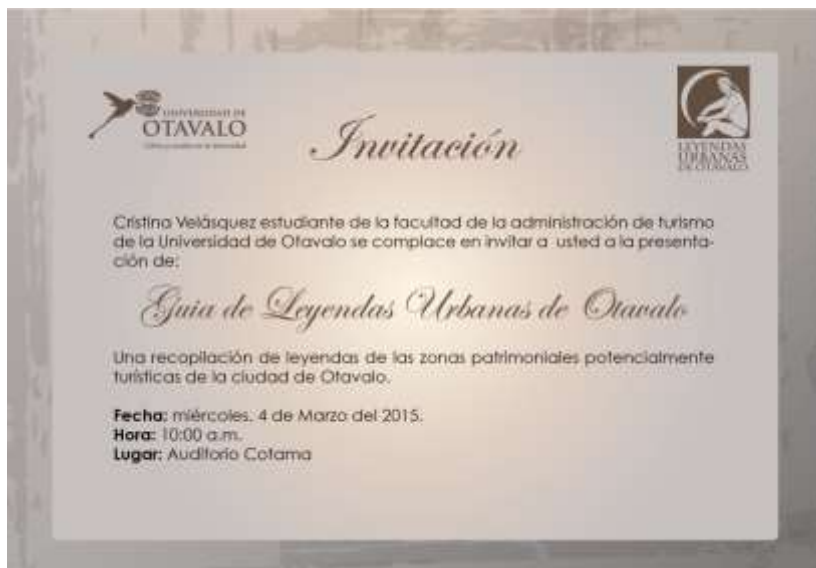 UNIVERSIDAD DE
OTAVALO
Invitación
LEYENDAS
URBANAS
DE OTAVALO
Cristina Velásquez estudiante de la facultad de la administración de turismo
de la Universidad de Otavalo se complace en invitar a usted a la presenta-
ción de:
Guia de Leyendas Urbanas de Otavalo
Una recopilación de leyendas de las zonas patrimoniales potencialmente
turísticas de la ciudad de Otavalo.
Fecha: miércoles. 4 de Marzo del 2015.
Hora: 10:00 a.m.
Lugar: Auditorio Cotama